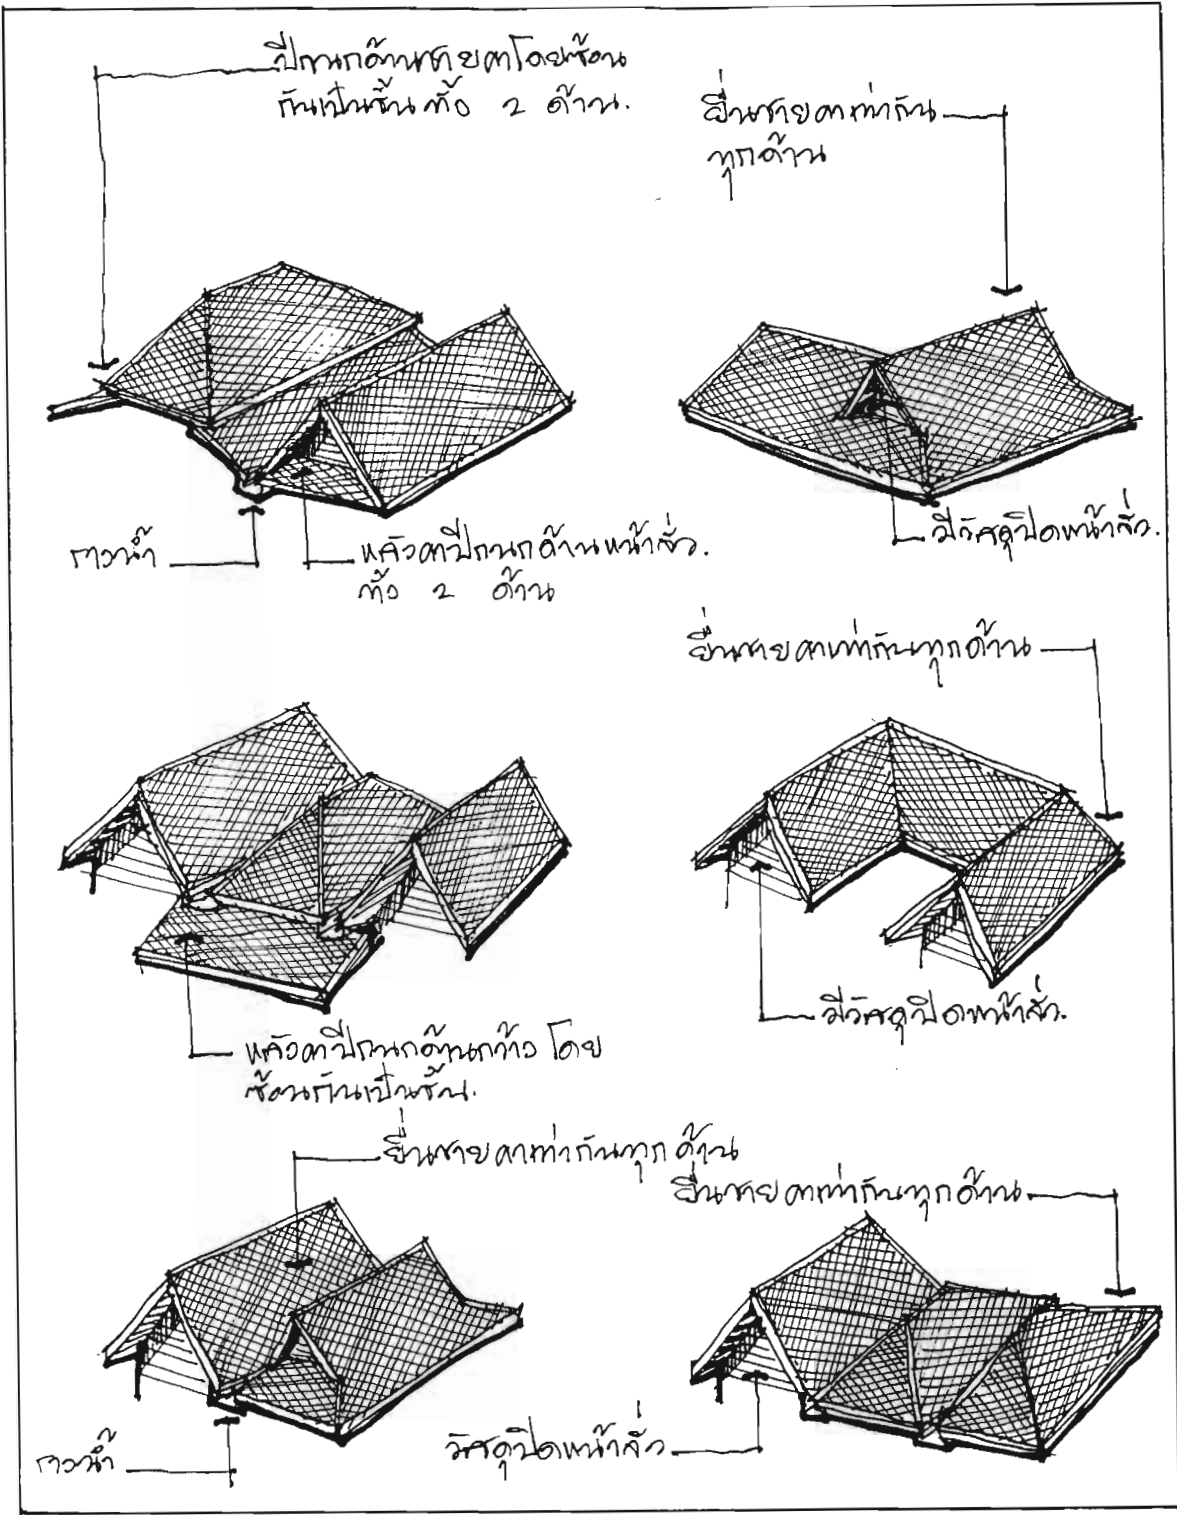 ปีกนกด้านชายคาโดยซ้อน
กันเป็นชั้นทั้ง 2 ด้าน.
ยื่นชายคาเท่ากัน
ทุกด้าน
รางน้ำ
หลังคาปีกนกด้านหน้าจั่ว.
ทั้ง 2 ด้าน
มีวัสดุปิดหน้าจั่ว.
ยื่นชายคาเท่ากันทุกด้าน
มีวัสดุปิดหน้าจั่ว.
หลังคาปีกนกด้านกว้าง โดย
ซ้อนกันเป็นชั้น.
ยื่นชายคาเท่ากันทุกด้าน
ยื่นชายคาเท่ากันทุกด้าน
วัสดุปิดหน้าจั่ว
รางน้ำ